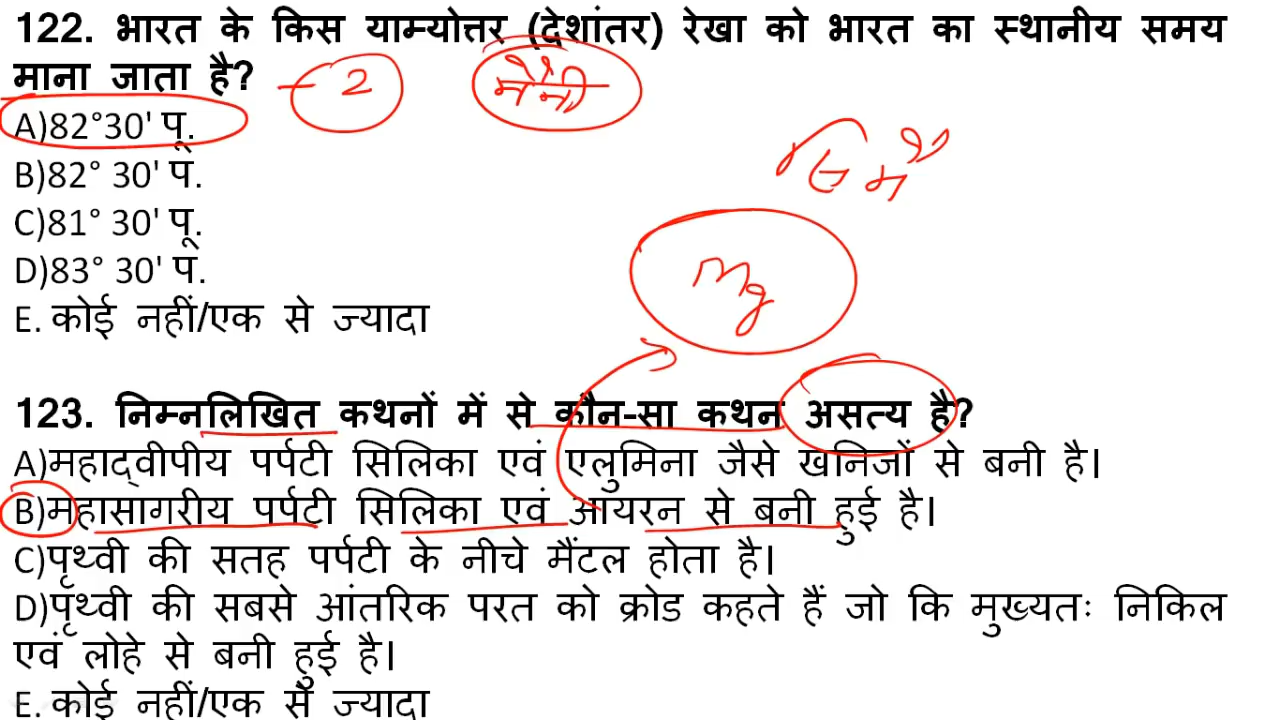 122. भारत के किस याम्योत्तर (देशांतर) रेखा को भारत का स्थानीय समय
माना जाता है?
2
नैनी
A)82°30' पू.
B)82° 30' प.
C)81° 30' पू.
D)83° 30' प.
E. कोई नहीं/एक से ज्यादा
Mg
123. निम्नलिखित कथनों में से कौन-सा कथन असत्य है?
A)महाद्वीपीय पर्पटी सिलिका एवं एलुमिना जैसे खनिजों से बनी है।
B)महासागरीय पर्पटी सिलिका एवं आयरन से बनी हुई है।
C)पृथ्वी की सतह पर्पटी के नीचे मैंटल होता है।
D)पृथ्वी की सबसे आंतरिक परत को क्रोड कहते हैं जो कि मुख्यतः निकिल
एवं लोहे से बनी हुई है।
E. कोई नहीं/एक से ज्यादा